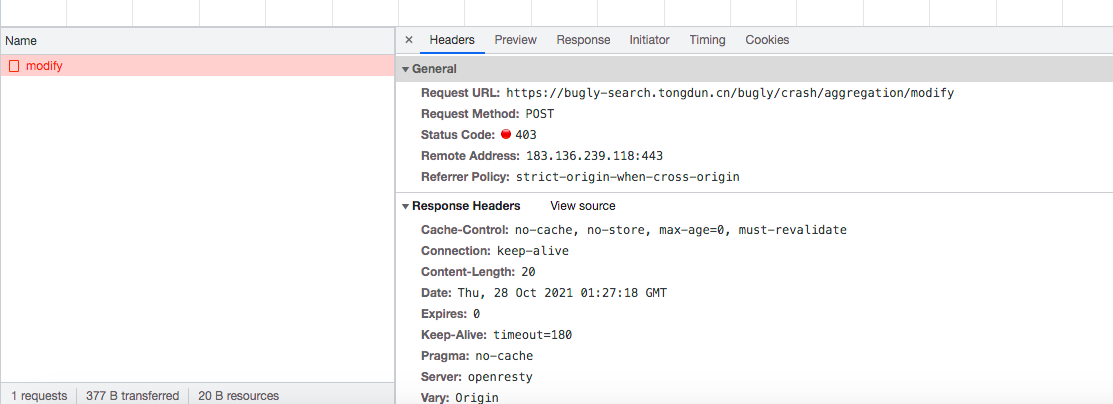 Name
modify
1 requests 377 B transferred 20 B resources
× Headers Preview Response Initiator Timing Cookies
▼ General
Request URL: https://bugly-search.tongdun.cn/bugly/crash/aggregation/modify
Request Method: POST
Status Code: 403
Remote Address: 183.136.239.118:443
Referrer Policy: strict-origin-when-cross-origin
▼ Response Headers View source
Cache-Control: no-cache, no-store, max-age=0, must-revalidate
Connection: keep-alive
Content-Length: 20
Date: Thu, 28 Oct 2021 01:27:18 GMT
Expires: 0
Keep-Alive: timeout=180
Pragma: no-cache
Server: openresty
Vary: Origin